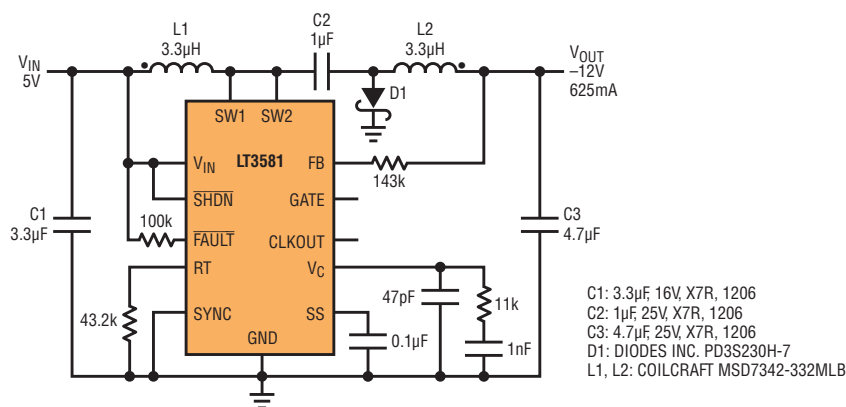 L1
3.3µH
C2
1µF
L2
3.3µH
VIN
5V
VOUT
–12V
625mA
D1
SW1
SW2
LT3581
VIN
FB
143k
SHDN
GATE
100k
FAULT
CLKOUT
C1
3.3µF
C3
4.7µF
RT
VC
43.2k
47pF
11k
SYNC
SS
0.1µF
1nF
GND
C1: 3.3µF, 16V, X7R, 1206
C2: 1µF, 25V, X7R, 1206
C3: 4.7µF, 25V, X7R, 1206
D1: DIODES INC. PD3S230H-7
L1, L2: COILCRAFT MSD7342-332MLB